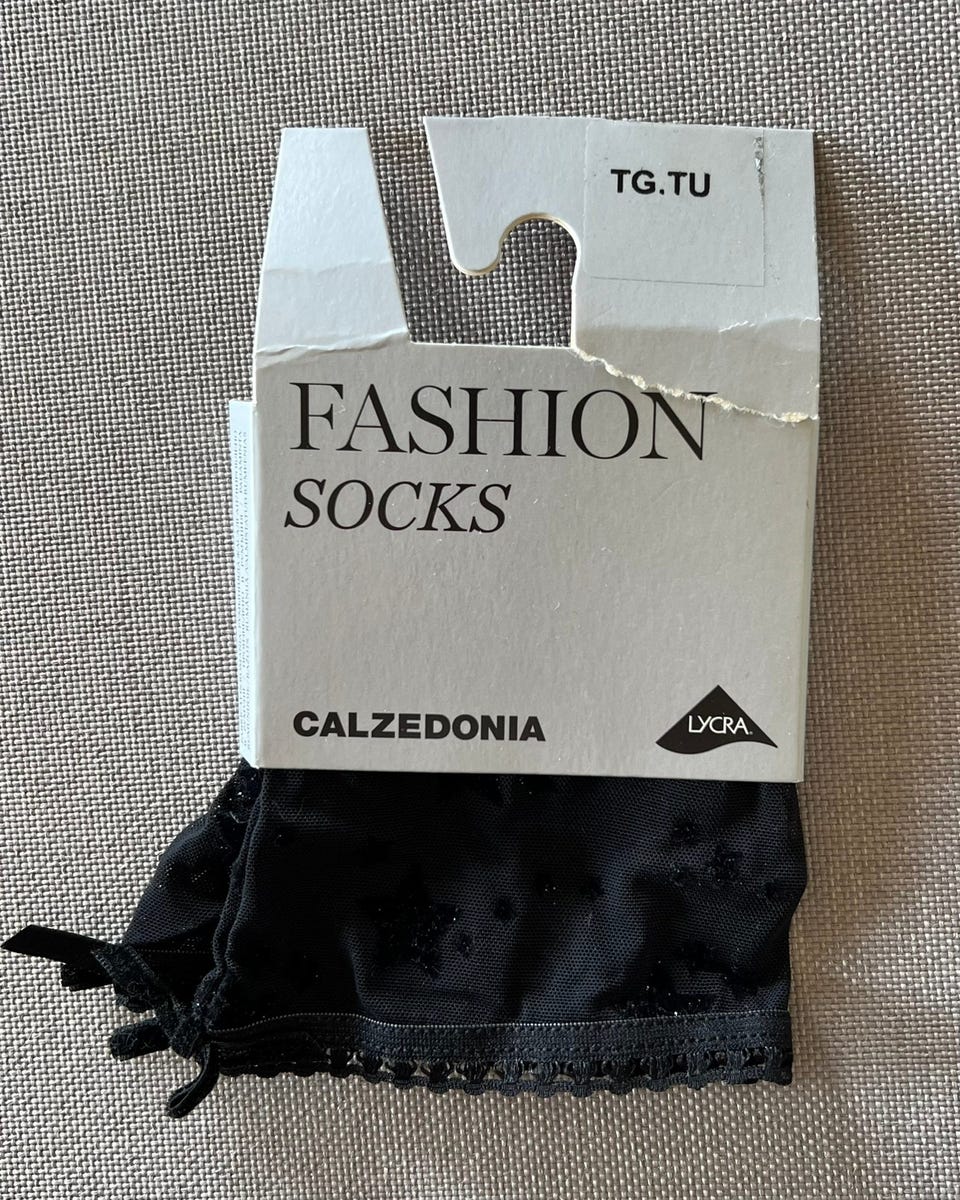 TG.TU
FASHION
SOCKS
CALZEDONIA
LYCRA